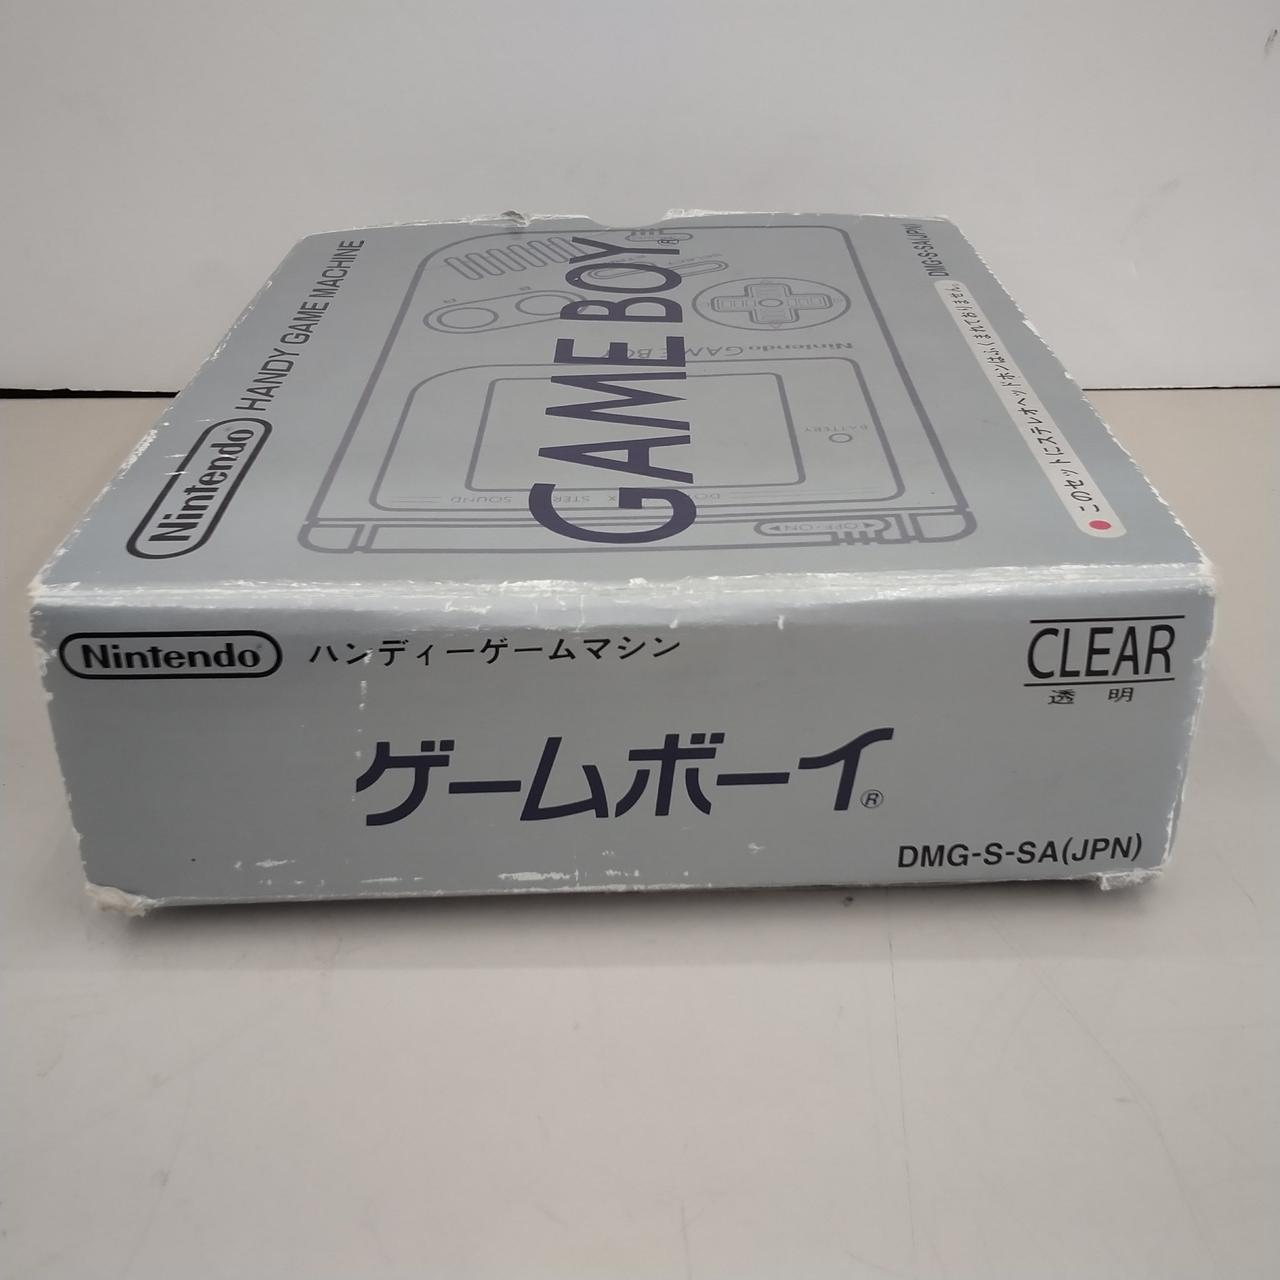 Nintendo HANDY GAME MACHINE
GAME BOY®
DMG-S-SA(JPN)
●このセットにステレオヘッドホンはふくまれておりません。
Nintendo GAME BOY
BATTERY
SOUND
OFF・ON
B
A
SELECT
Nintendo® ハンディーゲームマシン
CLEAR
透明
ゲームボーイ®
DMG-S-SA(JPN)